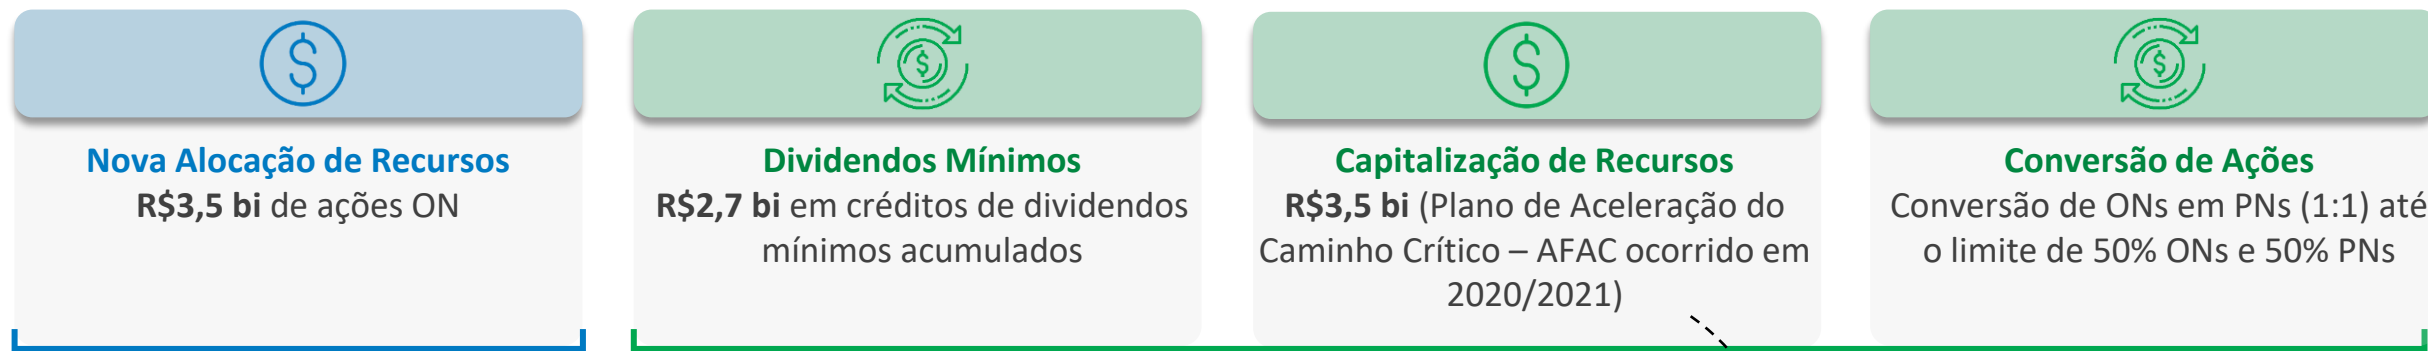 Nova Alocação de Recursos
R$3,5 bi de ações ON
Dividendos Mínimos
R$2,7 bi em créditos de dividendos
mínimos acumulados
Capitalização de Recursos
R$3,5 bi (Plano de Aceleração do
Caminho Crítico – AFAC ocorrido em
2020/2021)
Conversão de Ações
Conversão de ONs em PNs (1:1) até
o limite de 50% ONs e 50% PNs